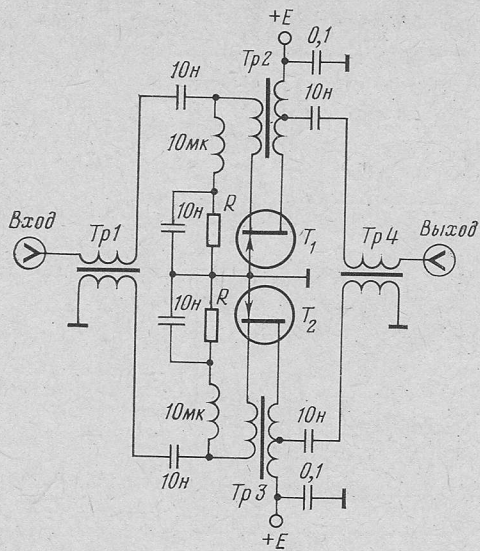 +E
0,1
Тр2
10н
10н
10мк
R
10н
Вход
Тр1
T1
Тр4
Выход
R
10н
T2
10мк
10н
10н
Тр3
0,1
+E